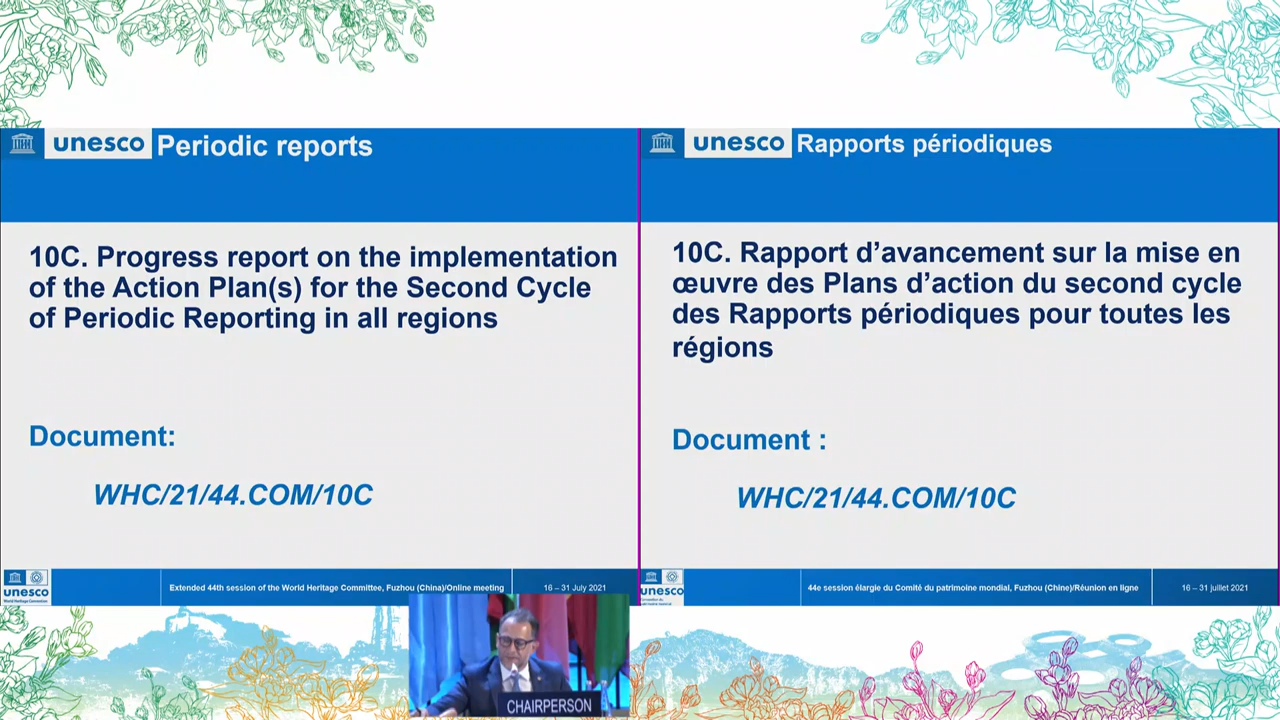 unesco Periodic reports
10C. Progress report on the implementation
of the Action Plan(s) for the Second Cycle
of Periodic Reporting in all regions
Document:
WHC/21/44.COM/10C
unesco
World Heritage Convention
Extended 44th session of the World Heritage Committee, Fuzhou (China)/Online meeting
16 – 31 July 2021
unesco Rapports périodiques
10C. Rapport d’avancement sur la mise en
œuvre des Plans d’action du second cycle
des Rapports périodiques pour toutes les
régions
Document :
WHC/21/44.COM/10C
unesco
44e session élargie du Comité du patrimoine mondial, Fuzhou (Chine)/Réunion en ligne
16 – 31 juillet 2021
CHAIRPERSON